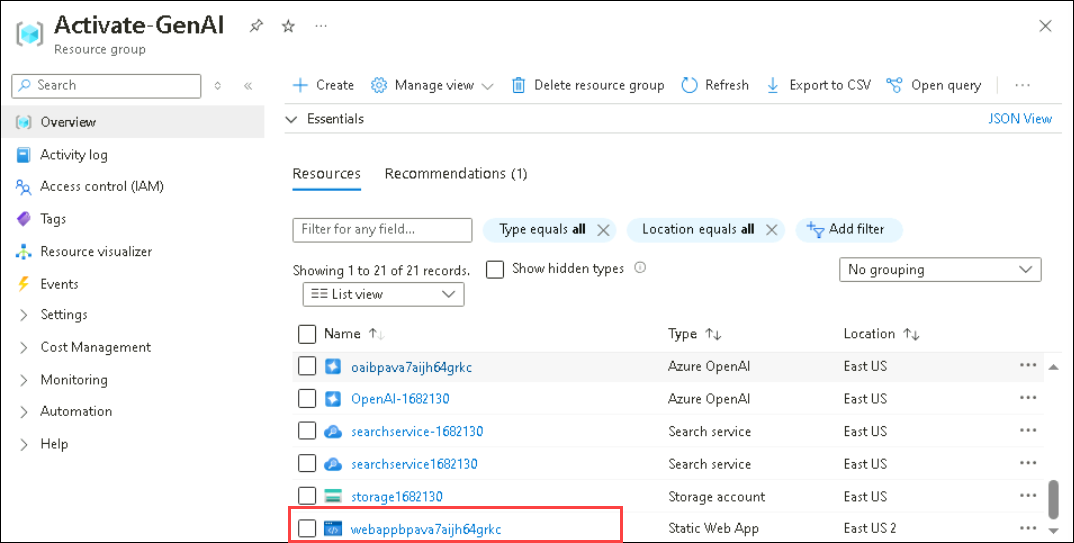 Activate-GenAI
Resource group
Search
Create Manage view Delete resource group Refresh Export to CSV Open query
Overview
Activity log
Access control (IAM)
Tags
Resource visualizer
Events
Settings
Cost Management
Monitoring
Automation
Help
Essentials JSON View
Resources Recommendations (1)
Filter for any field... Type equals all Location equals all Add filter
Showing 1 to 21 of 21 records. Show hidden types No grouping
List view
Name Type Location
oaibpava7aijh64grkc Azure OpenAI East US
OpenAI-1682130 Azure OpenAI East US
searchservice-1682130 Search service East US
searchservice1682130 Search service East US
storage1682130 Storage account East US
webappbpava7aijh64grkc Static Web App East US 2